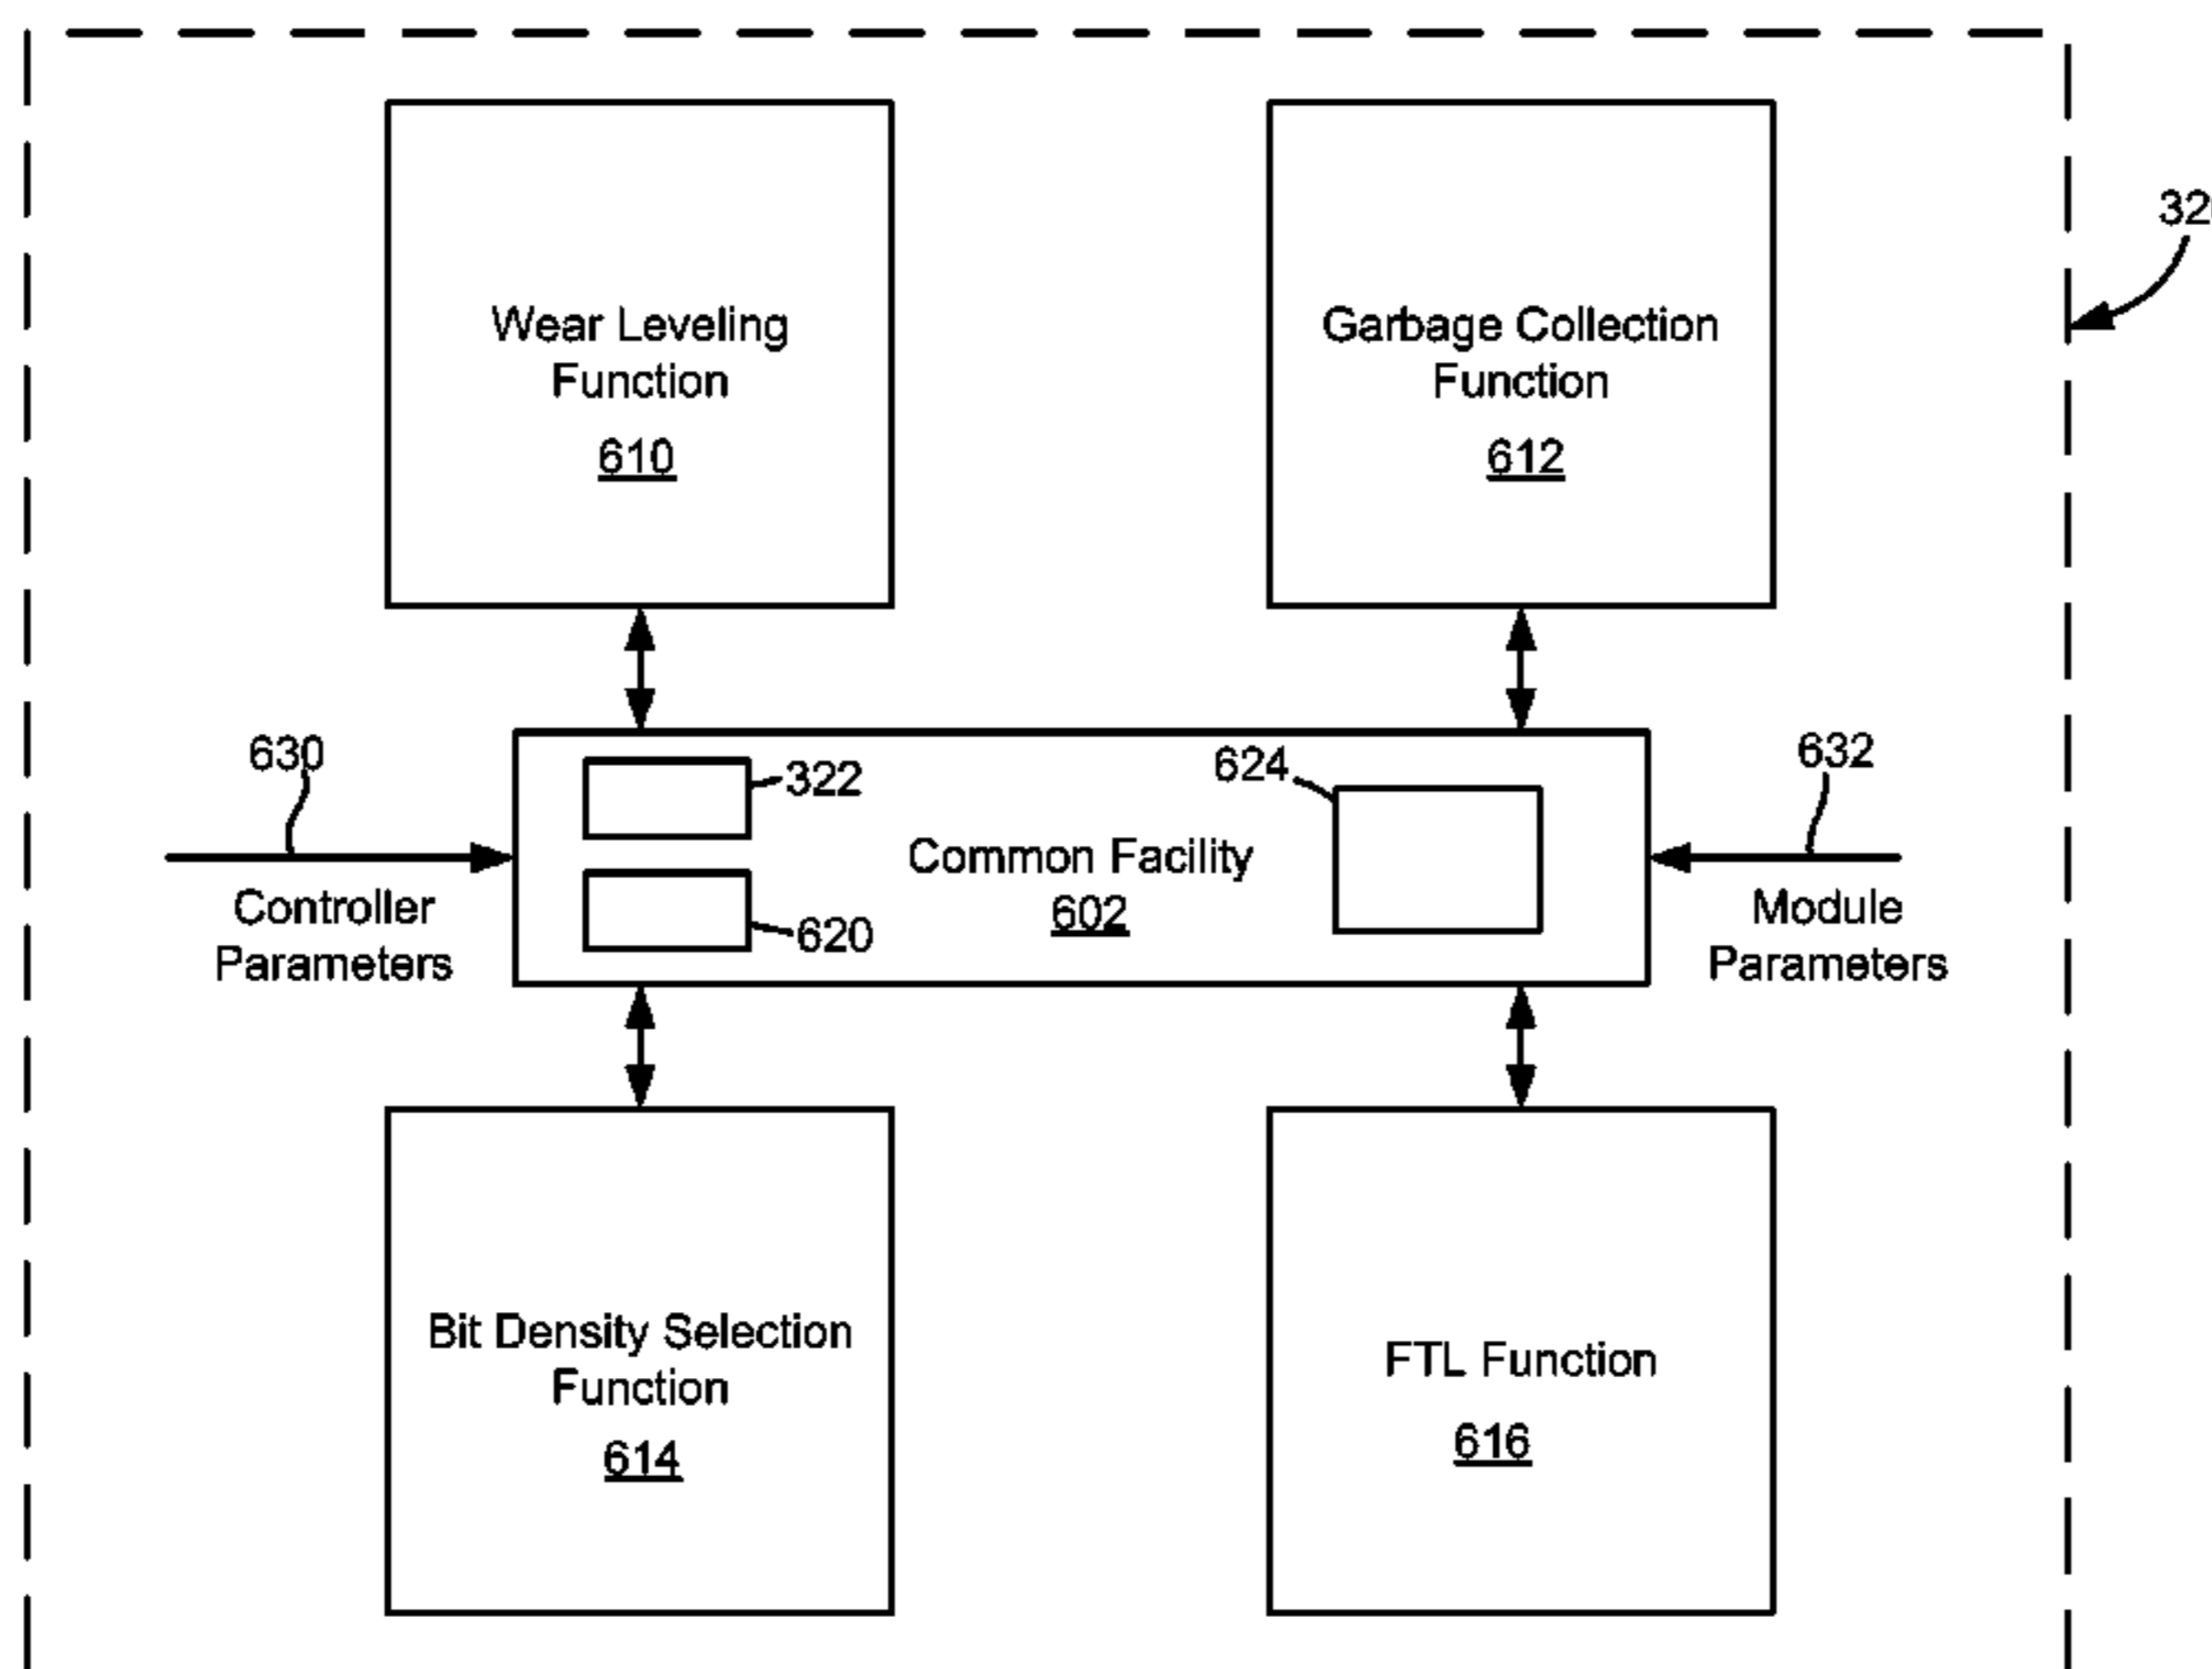 32
Wear Leveling
Function
610
Garbage Collection
Function
612
630
Controller
Parameters
322
620
Common Facility
602
624
632
Module
Parameters
Bit Density Selection
Function
614
FTL Function
616